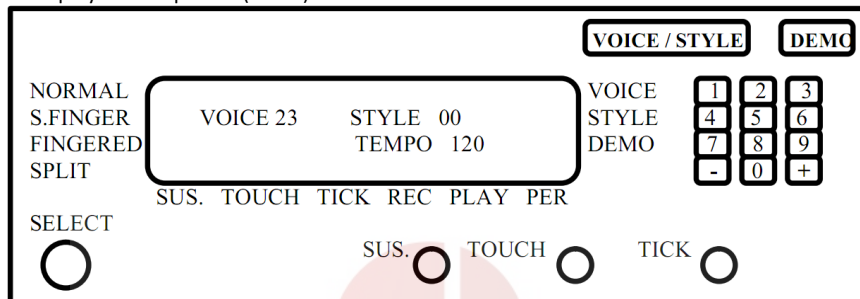 VOICE / STYLE DEMO
NORMAL VOICE 1 2 3
S.FINGER VOICE 23 STYLE 00 STYLE 4 5 6
FINGERED TEMPO 120 DEMO 7 8 9
SPLIT - 0 +
SUS. TOUCH TICK REC PLAY PER
SELECT
SUS. TOUCH TICK